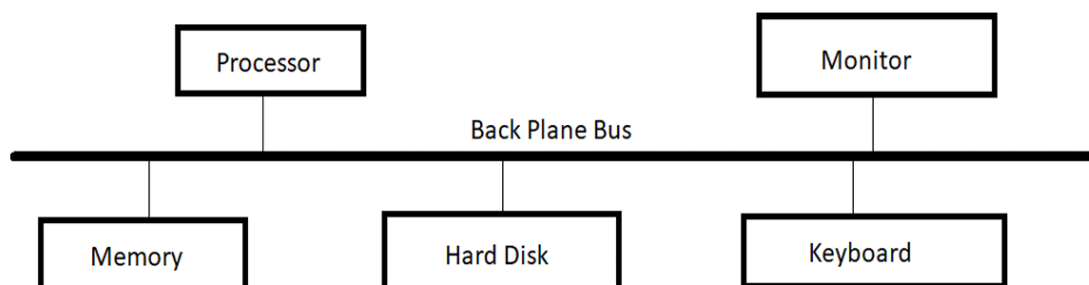 Processor
Monitor
Back Plane Bus
Memory
Hard Disk
Keyboard